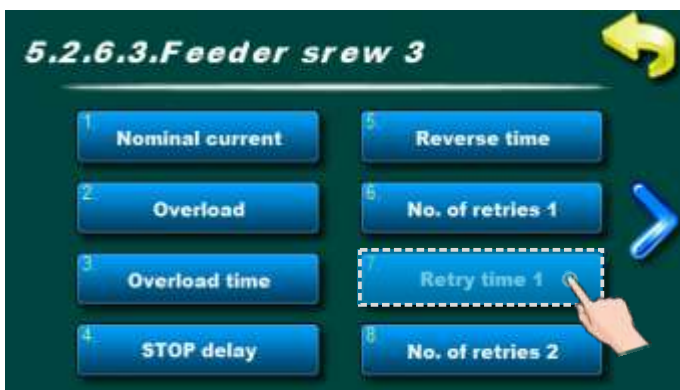 5.2.6.3.Feeder srew 3
1. Nominal current
2. Overload
3. Overload time
4. STOP delay
5. Reverse time
6. No. of retries 1
7. Retry time 1
8. No. of retries 2